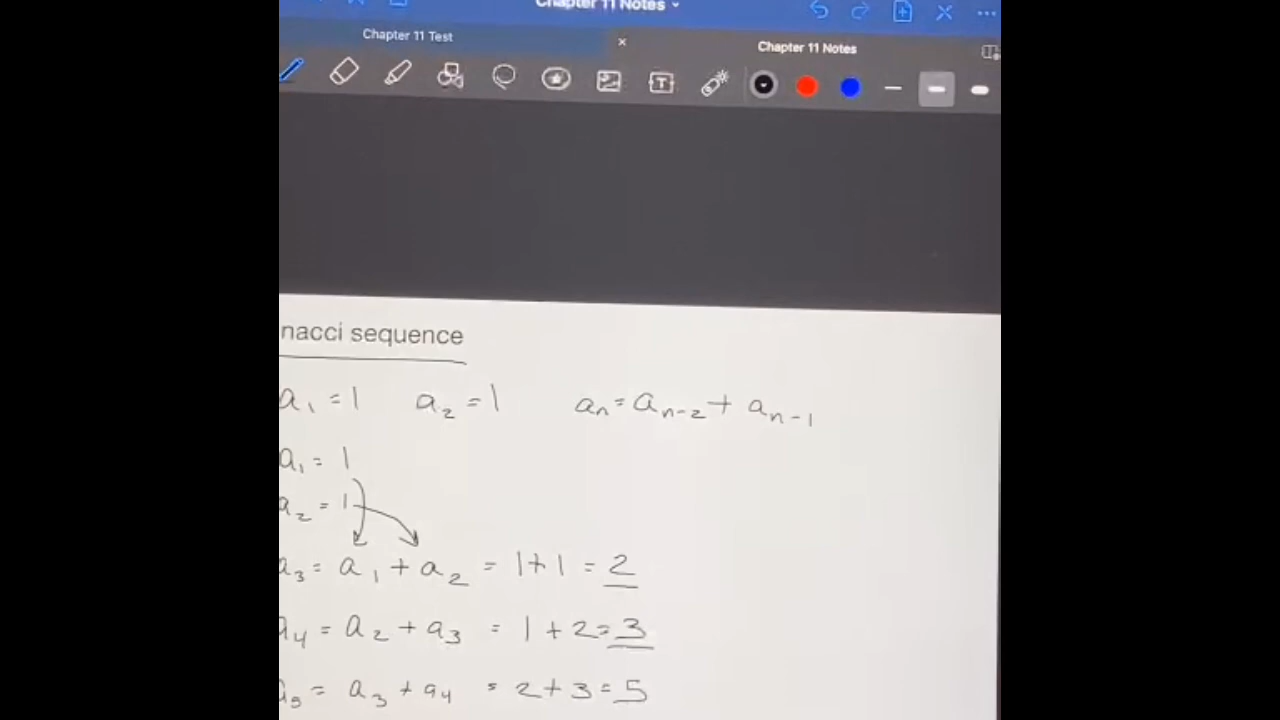 Chapter 11 Notes
Chapter 11 Test × Chapter 11 Notes
nacci sequence
a₁ = 1 a₂ = 1 aₙ = aₙ₋₂ + aₙ₋₁
a₁ = 1
a₂ = 1
a₃ = a₁ + a₂ = 1+1 = 2
a₄ = a₂ + a₃ = 1+2=3
a₅ = a₃ + a₄ = 2+3=5